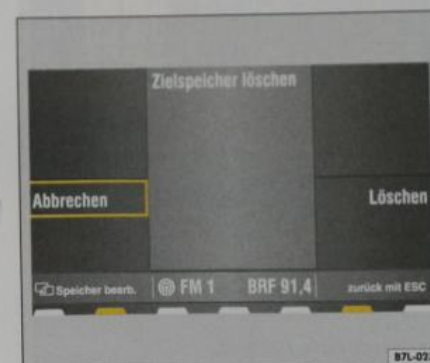 Zielspeicher löschen
Abbrechen
Löschen
Speicher bearb.
FM 1
BRF 91,4
zurück mit ESC